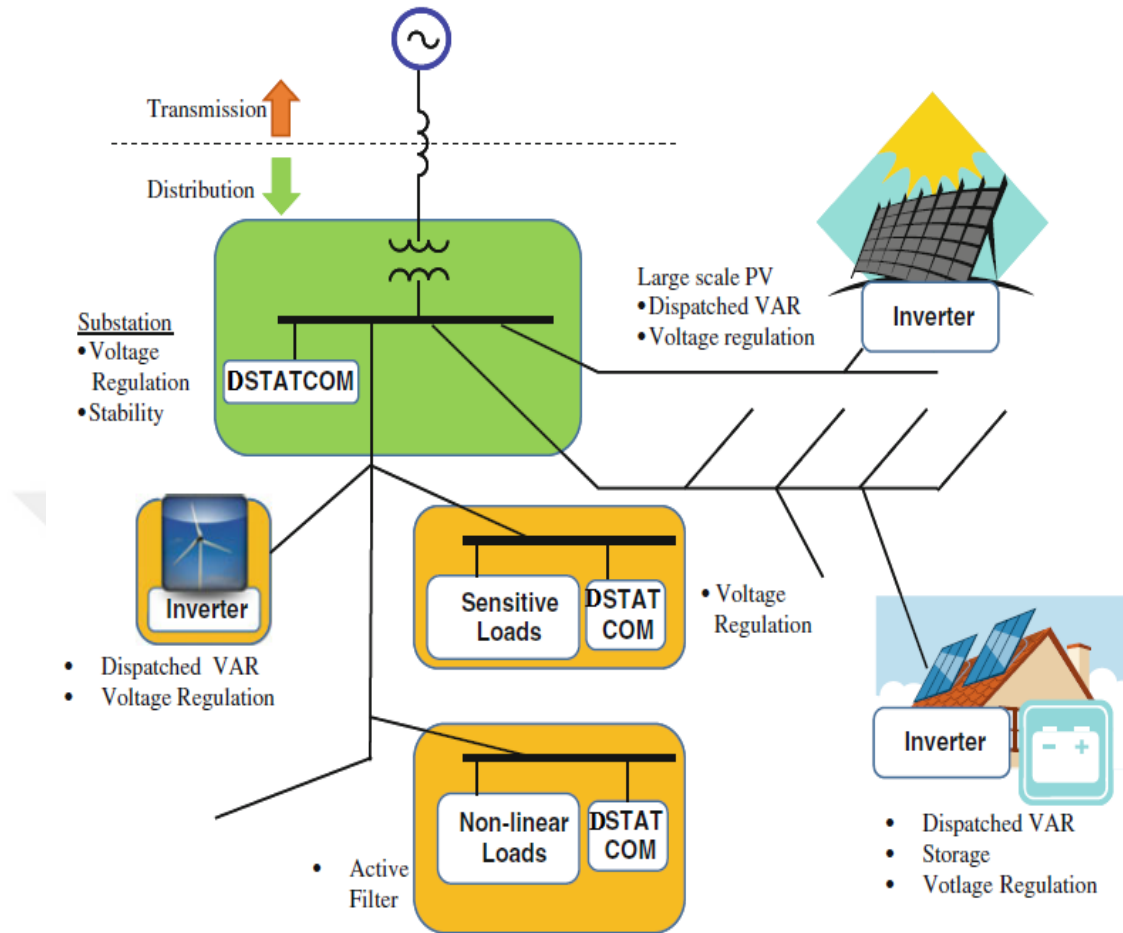 Transmission
Distribution
Substation
•Voltage
Regulation
•Stability
DSTATCOM
Large scale PV
•Dispatched VAR
•Voltage regulation
Inverter
Inverter
• Dispatched VAR
• Voltage Regulation
Sensitive
Loads
DSTAT
COM
• Voltage
Regulation
Non-linear
Loads
DSTAT
COM
• Active
Filter
Inverter
- +
• Dispatched VAR
• Storage
• Votlage Regulation